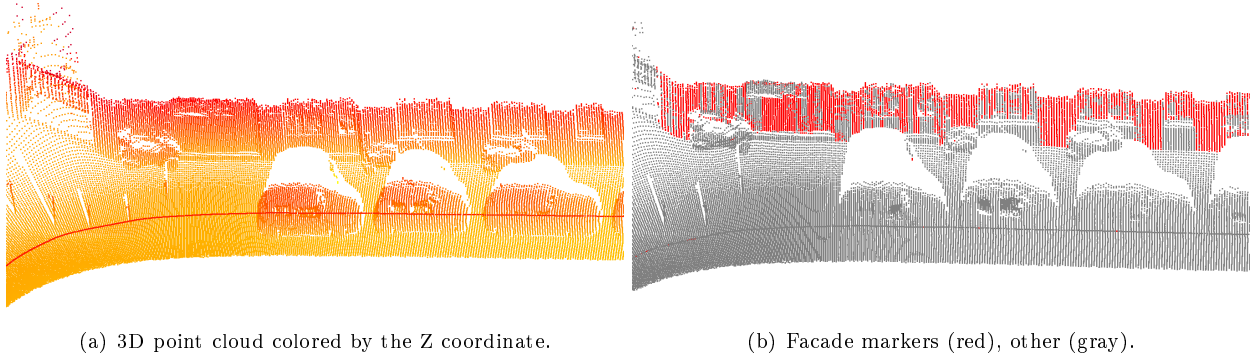 (a) 3D point cloud colored by the Z coordinate.
(b) Facade markers (red), other (gray).